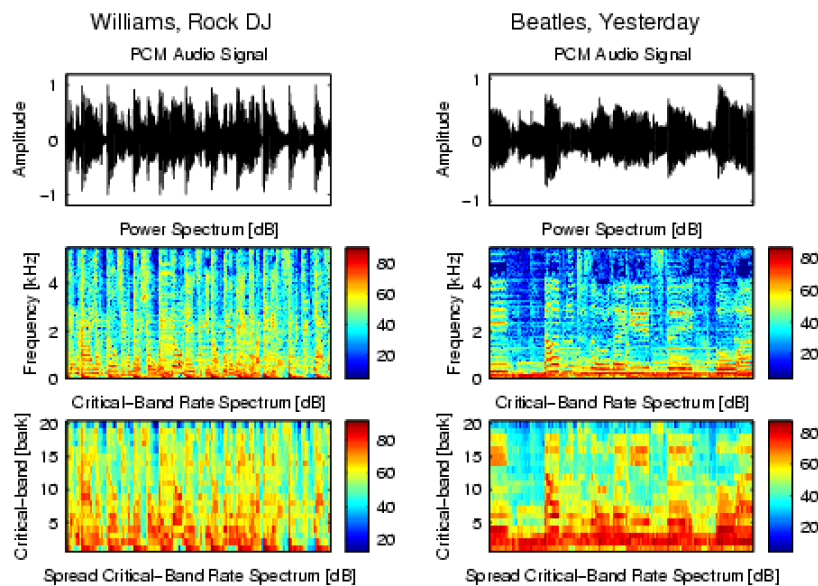 Williams, Rock DJ
PCM Audio Signal
Amplitude
1
0
−1
Power Spectrum [dB]
Frequency [kHz]
4
2
0
80
60
40
20
Critical−Band Rate Spectrum [dB]
Critical−band [bark]
20
15
10
5
80
60
40
20
Spread Critical−Band Rate Spectrum [dB]
Beatles, Yesterday
PCM Audio Signal
Amplitude
1
0
−1
Power Spectrum [dB]
Frequency [kHz]
4
2
0
80
60
40
20
Critical−Band Rate Spectrum [dB]
Critical−band [bark]
20
15
10
5
80
60
40
20
Spread Critical−Band Rate Spectrum [dB]